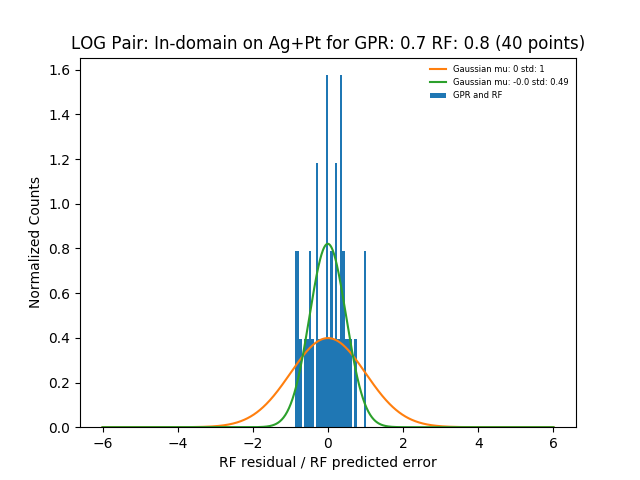 LOG Pair: In-domain on Ag+Pt for GPR: 0.7 RF: 0.8 (40 points)
Gaussian mu: 0 std: 1
Gaussian mu: -0.0 std: 0.49
GPR and RF
1.6
1.4
1.2
1.0
0.8
0.6
0.4
0.2
0.0
Normalized Counts
−6 −4 −2 0 2 4 6
RF residual / RF predicted error